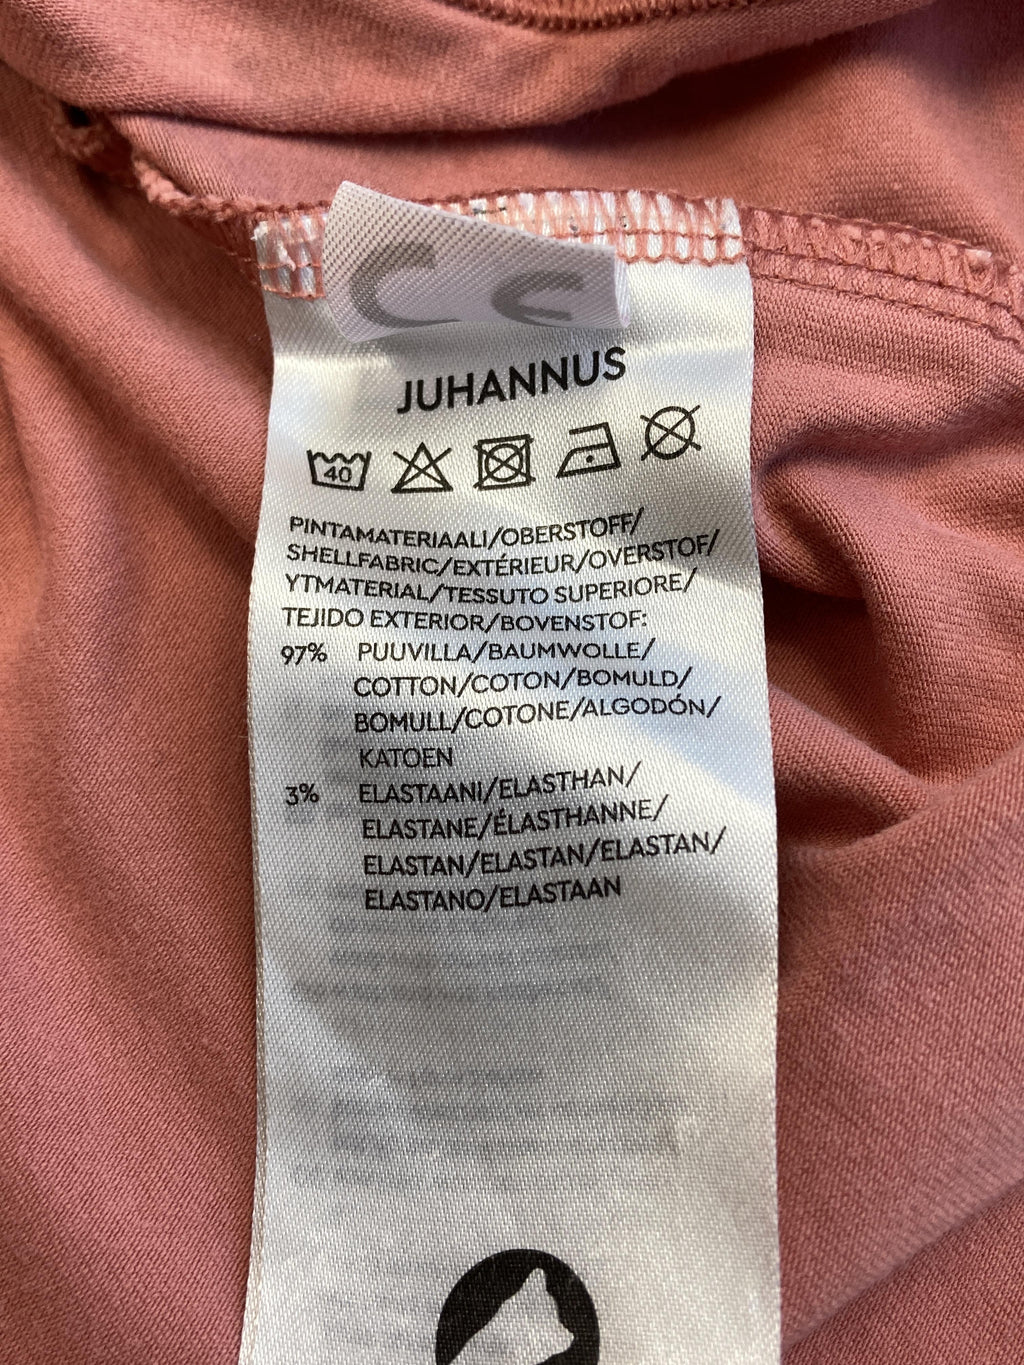 JUHANNUS
40
PINTAMATERIAALI/OBERSTOFF/
SHELLFABRIC/EXTÉRIEUR/OVERSTOF/
YTMATERIAL/TESSUTO SUPERIORE/
TEJIDO EXTERIOR/BOVENSTOF:
97% PUUVILLA/BAUMWOLLE/
COTTON/COTON/BOMULD/
BOMULL/COTONE/ALGODÓN/
KATOEN
3% ELASTAANI/ELASTHAN/
ELASTANE/ÉLASTHANNE/
ELASTAN/ELASTAN/ELASTAN/
ELASTANO/ELASTAAN